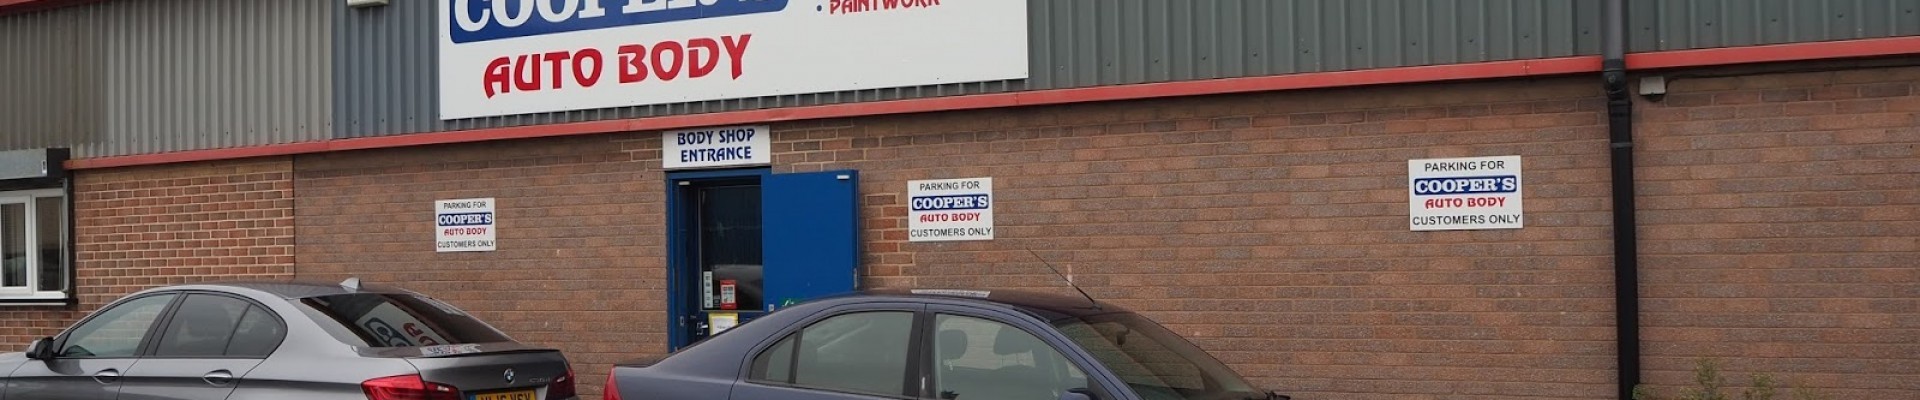 COOPER'S
PAINTWORK
AUTO BODY
BODY SHOP
ENTRANCE
PARKING FOR
COOPER'S
AUTO BODY
CUSTOMERS ONLY
PARKING FOR
COOPER'S
AUTO BODY
CUSTOMERS ONLY
PARKING FOR
COOPER'S
AUTO BODY
CUSTOMERS ONLY